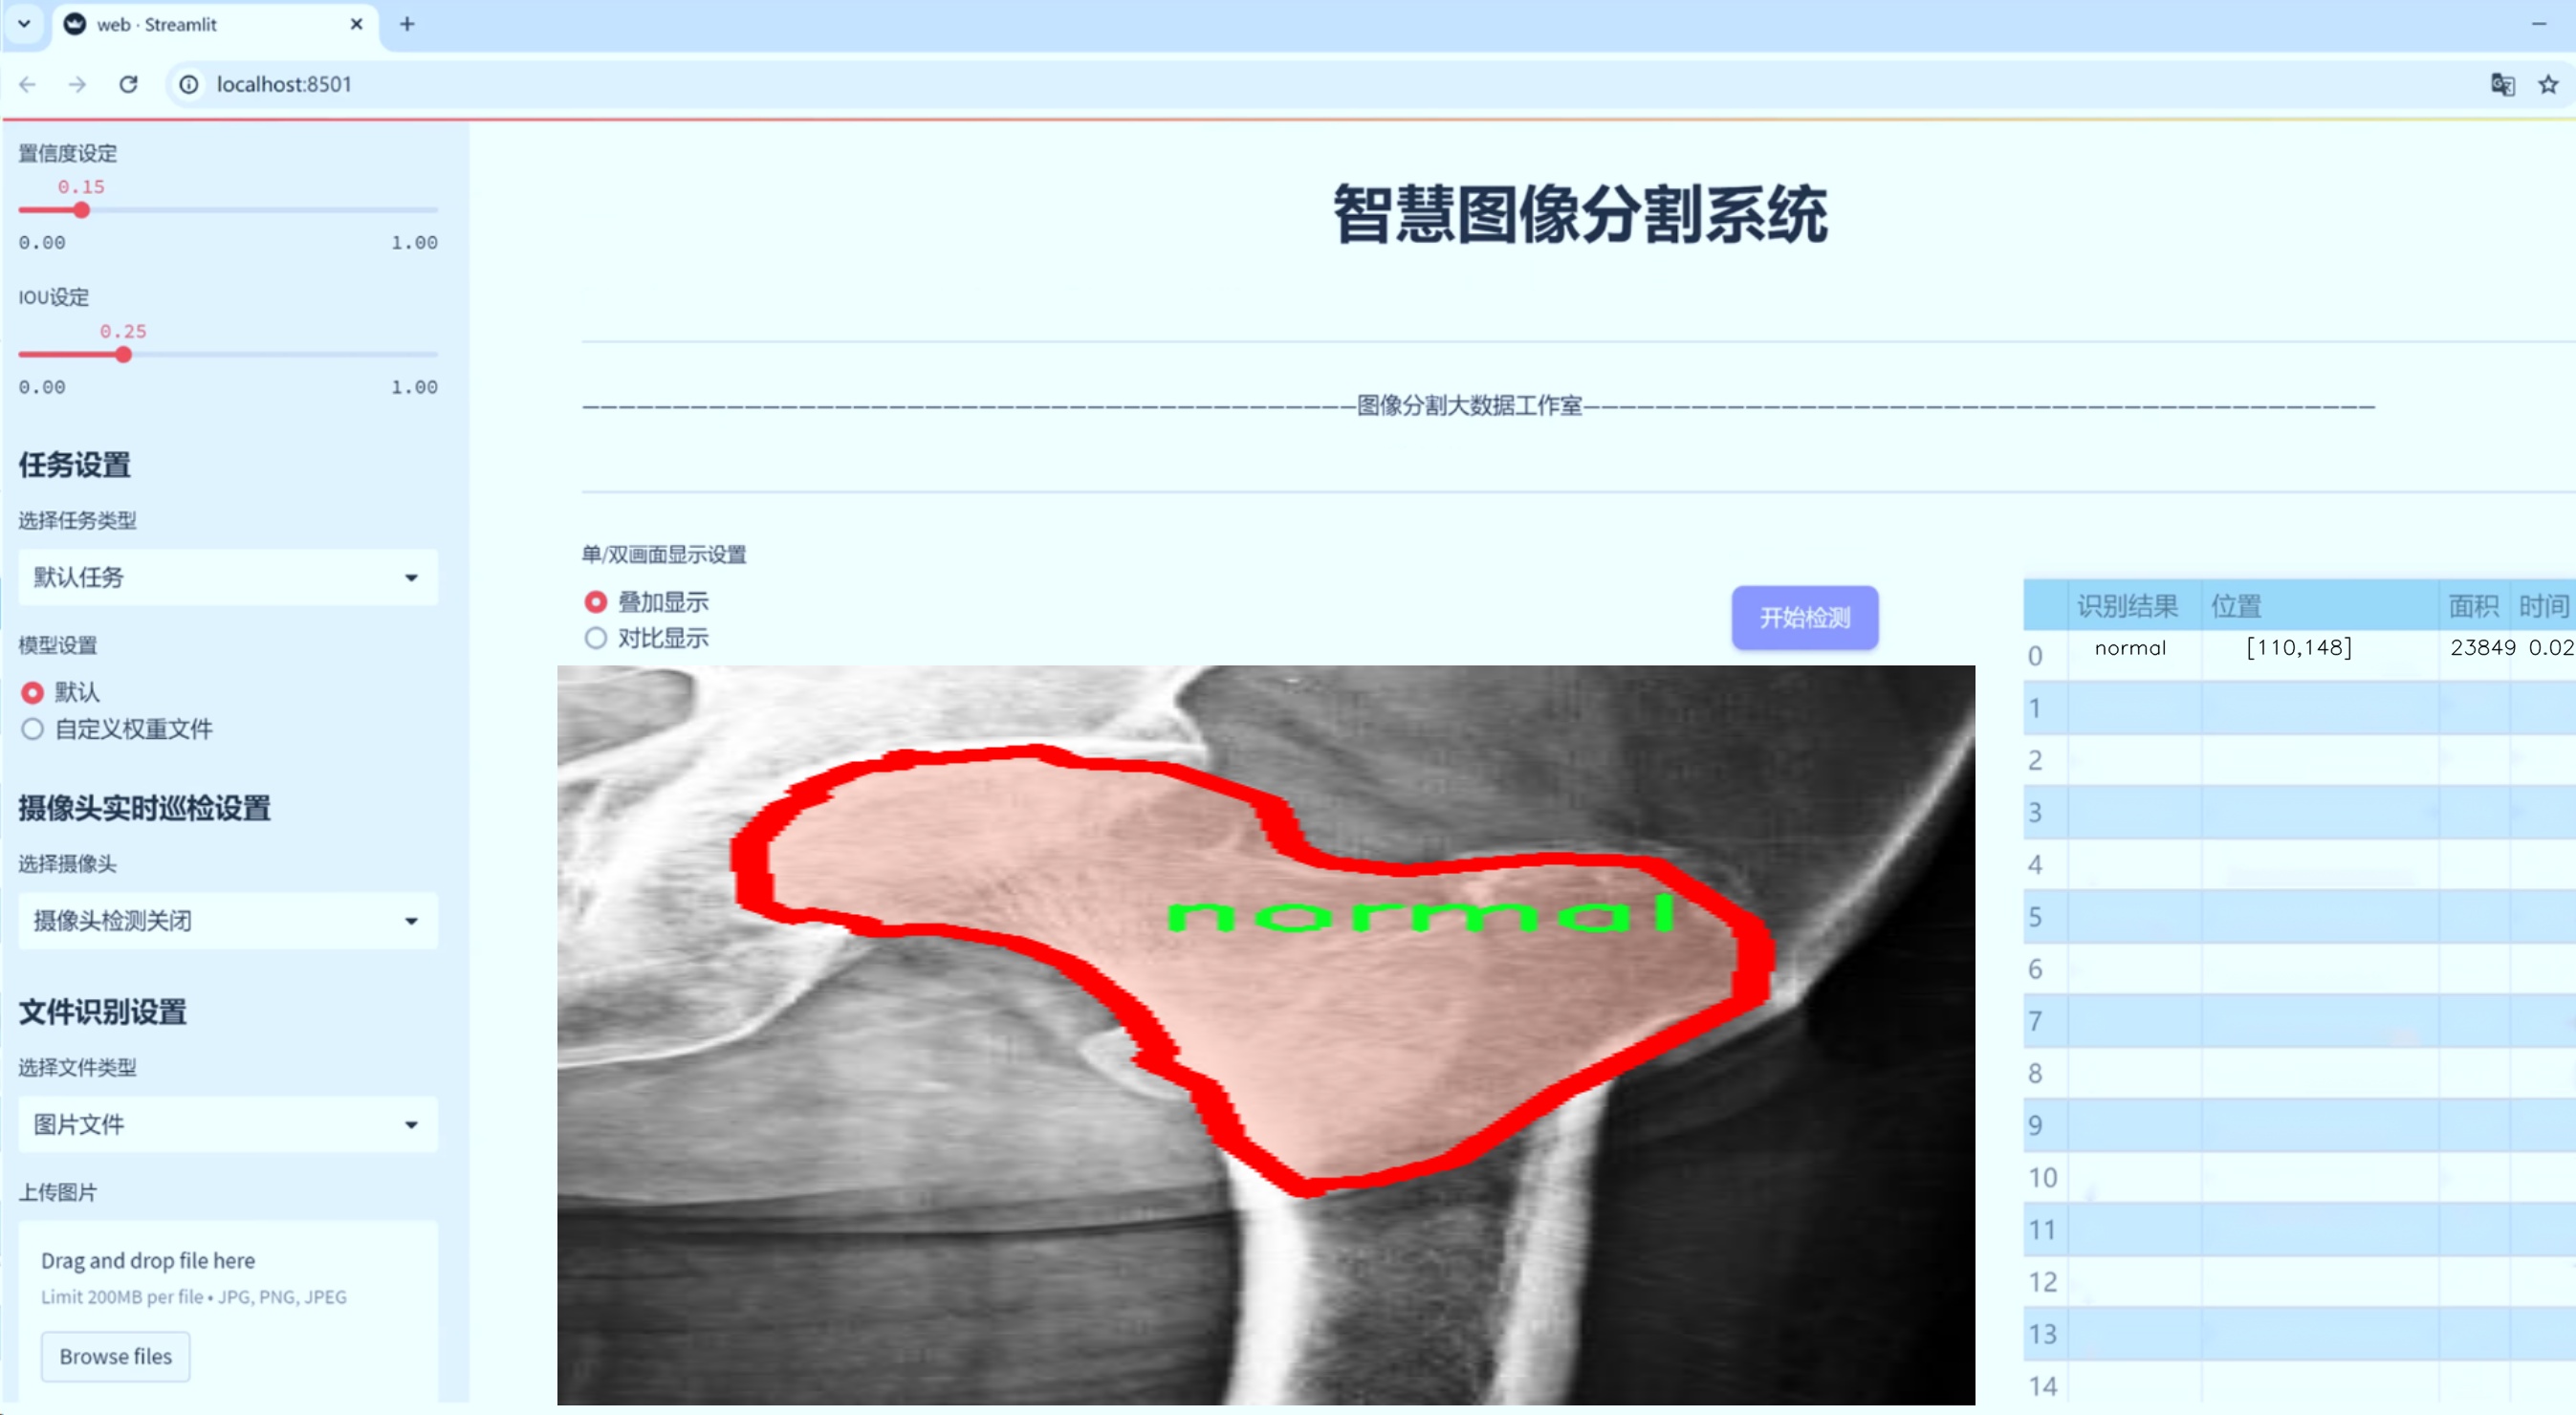 web · Streamlit
localhost:8501
置信度设定
0.15
0.00 1.00
IOU设定
0.25
0.00 1.00
任务设置
选择任务类型
默认任务
模型设置
默认
自定义权重文件
摄像头实时巡检设置
选择摄像头
摄像头检测关闭
文件识别设置
选择文件类型
图片文件
上传图片
Drag and drop file here
Limit 200MB per file • JPG, PNG, JPEG
Browse files
智慧图像分割系统
图像分割大数据工作室
单/双画面显示设置
叠加显示
对比显示
开始检测
normal
识别结果 位置 面积 时间
0 normal [110,148] 23849 0.02
1
2
3
4
5
6
7
8
9
10
11
12
13
14